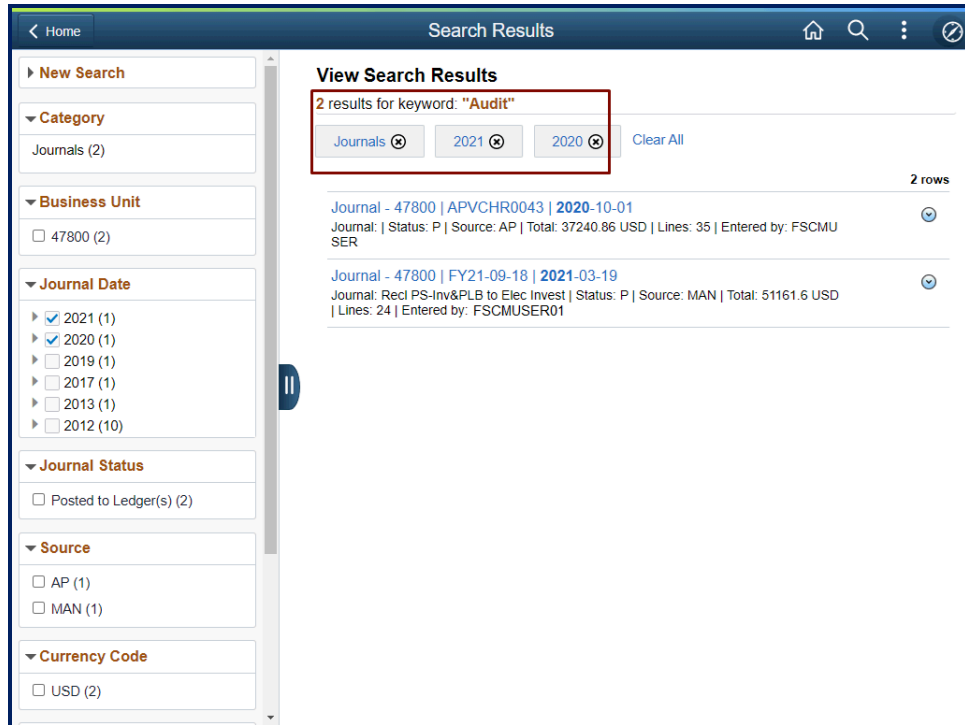 Home
Search Results
New Search
Category
Journals (2)
Business Unit
47800 (2)
Journal Date
2021 (1)
2020 (1)
2019 (1)
2017 (1)
2013 (1)
2012 (10)
Journal Status
Posted to Ledger(s) (2)
Source
AP (1)
MAN (1)
Currency Code
USD (2)
View Search Results
2 results for keyword: "Audit"
Journals
2021
2020
Clear All
2 rows
Journal - 47800 | APVCHR0043 | 2020-10-01
Journal: | Status: P | Source: AP | Total: 37240.86 USD | Lines: 35 | Entered by: FSCMU
SER
Journal - 47800 | FY21-09-18 | 2021-03-19
Journal: Recl PS-Inv&PLB to Elec Invest | Status: P | Source: MAN | Total: 51161.6 USD
| Lines: 24 | Entered by: FSCMUSER01